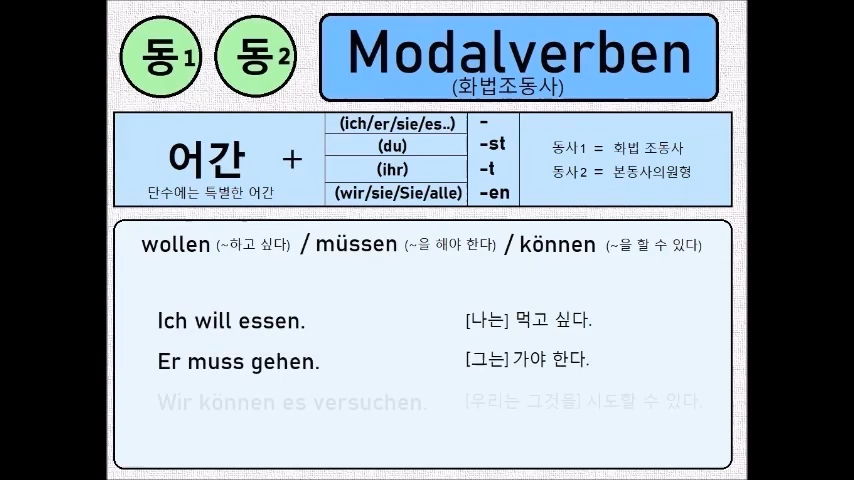 동1 동2 Modalverben
(화법조동사)
어간 +
단수에는 특별한 어간
(ich/er/sie/es..) -
(du) -st
(ihr) -t
(wir/sie/Sie/alle) -en
동사1 = 화법 조동사
동사2 = 본동사의원형
wollen (~하고 싶다) / müssen (~을 해야 한다) / können (~을 할 수 있다)
Ich will essen. [나는] 먹고 싶다.
Er muss gehen. [그는] 가야 한다.
Wir können es versuchen. [우리는 그것을] 시도할 수 있다.